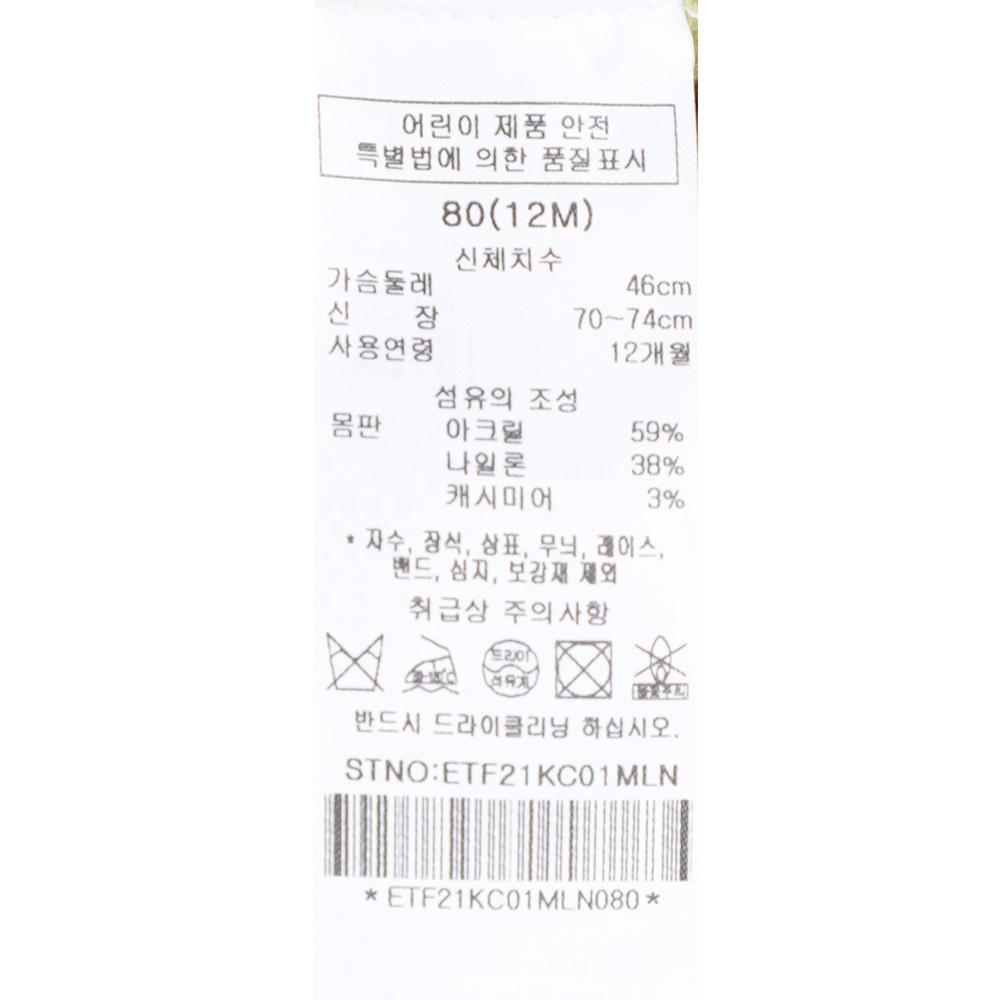 어린이 제품 안전
특별법에 의한 품질표시
80(12M)
신체치수
가슴둘레 46cm
신 장 70~74cm
사용연령 12개월
섬유의 조성
몸판 아크릴 59%
나일론 38%
캐시미어 3%
* 자수, 장식, 상표, 무늬, 레이스,
밴드, 심지, 보강재 제외
취급상 주의사항
드라이
석유계
반드시 드라이클리닝 하십시오.
STNO:ETF21KC01MLN
*ETF21KC01MLN080*